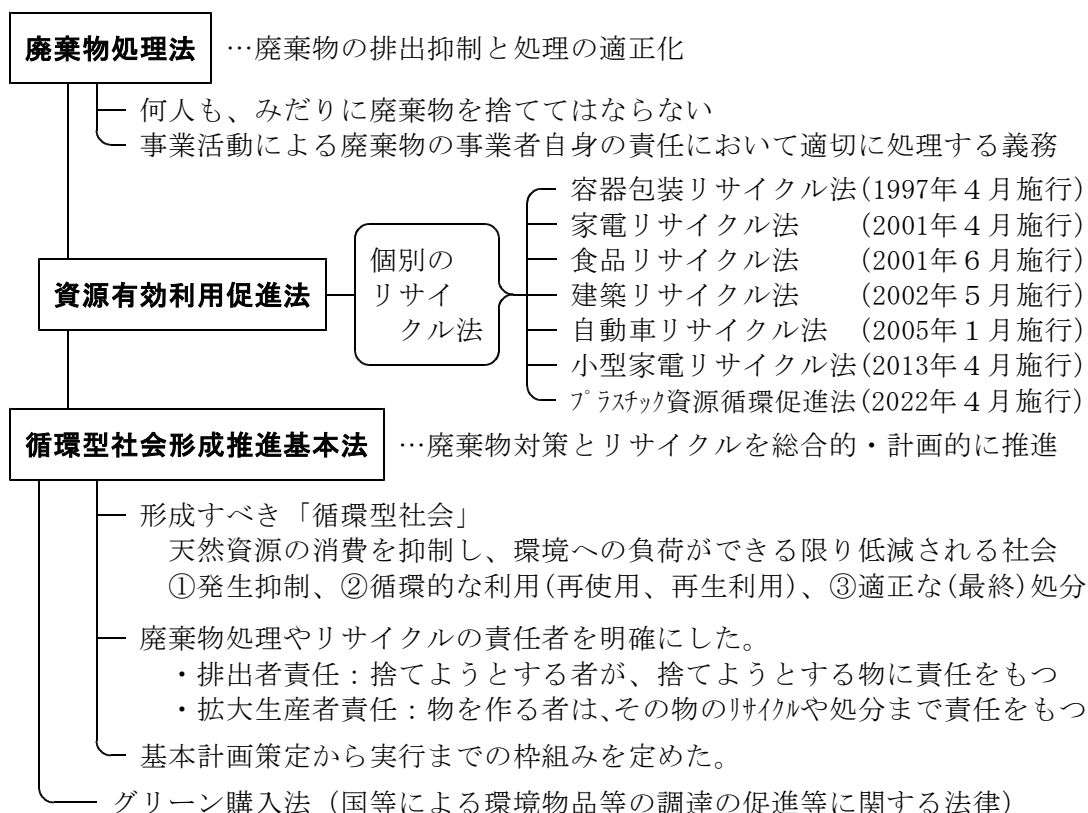 廃棄物処理法 …廃棄物の排出抑制と処理の適正化
何人も、みだりに廃棄物を捨ててはならない
事業活動による廃棄物の事業者自身の責任において適切に処理する義務
資源有効利用促進法
個別の
リサイ
クル法
容器包装リサイクル法(1997年4月施行)
家電リサイクル法 (2001年4月施行)
食品リサイクル法 (2001年6月施行)
建築リサイクル法 (2002年5月施行)
自動車リサイクル法 (2005年1月施行)
小型家電リサイクル法(2013年4月施行)
プラスチック資源循環促進法(2022年4月施行)
循環型社会形成推進基本法 …廃棄物対策とリサイクルを総合的・計画的に推進
形成すべき「循環型社会」
天然資源の消費を抑制し、環境への負荷ができる限り低減される社会
①発生抑制、②循環的な利用(再使用、再生利用)、③適正な(最終)処分
廃棄物処理やリサイクルの責任者を明確にした。
・排出者責任:捨てようとする者が、捨てようとする物に責任をもつ
・拡大生産者責任:物を作る者は、その物のリサイクルや処分まで責任をもつ
基本計画策定から実行までの枠組みを定めた。
グリーン購入法(国等による環境物品等の調達の促進等に関する法律)